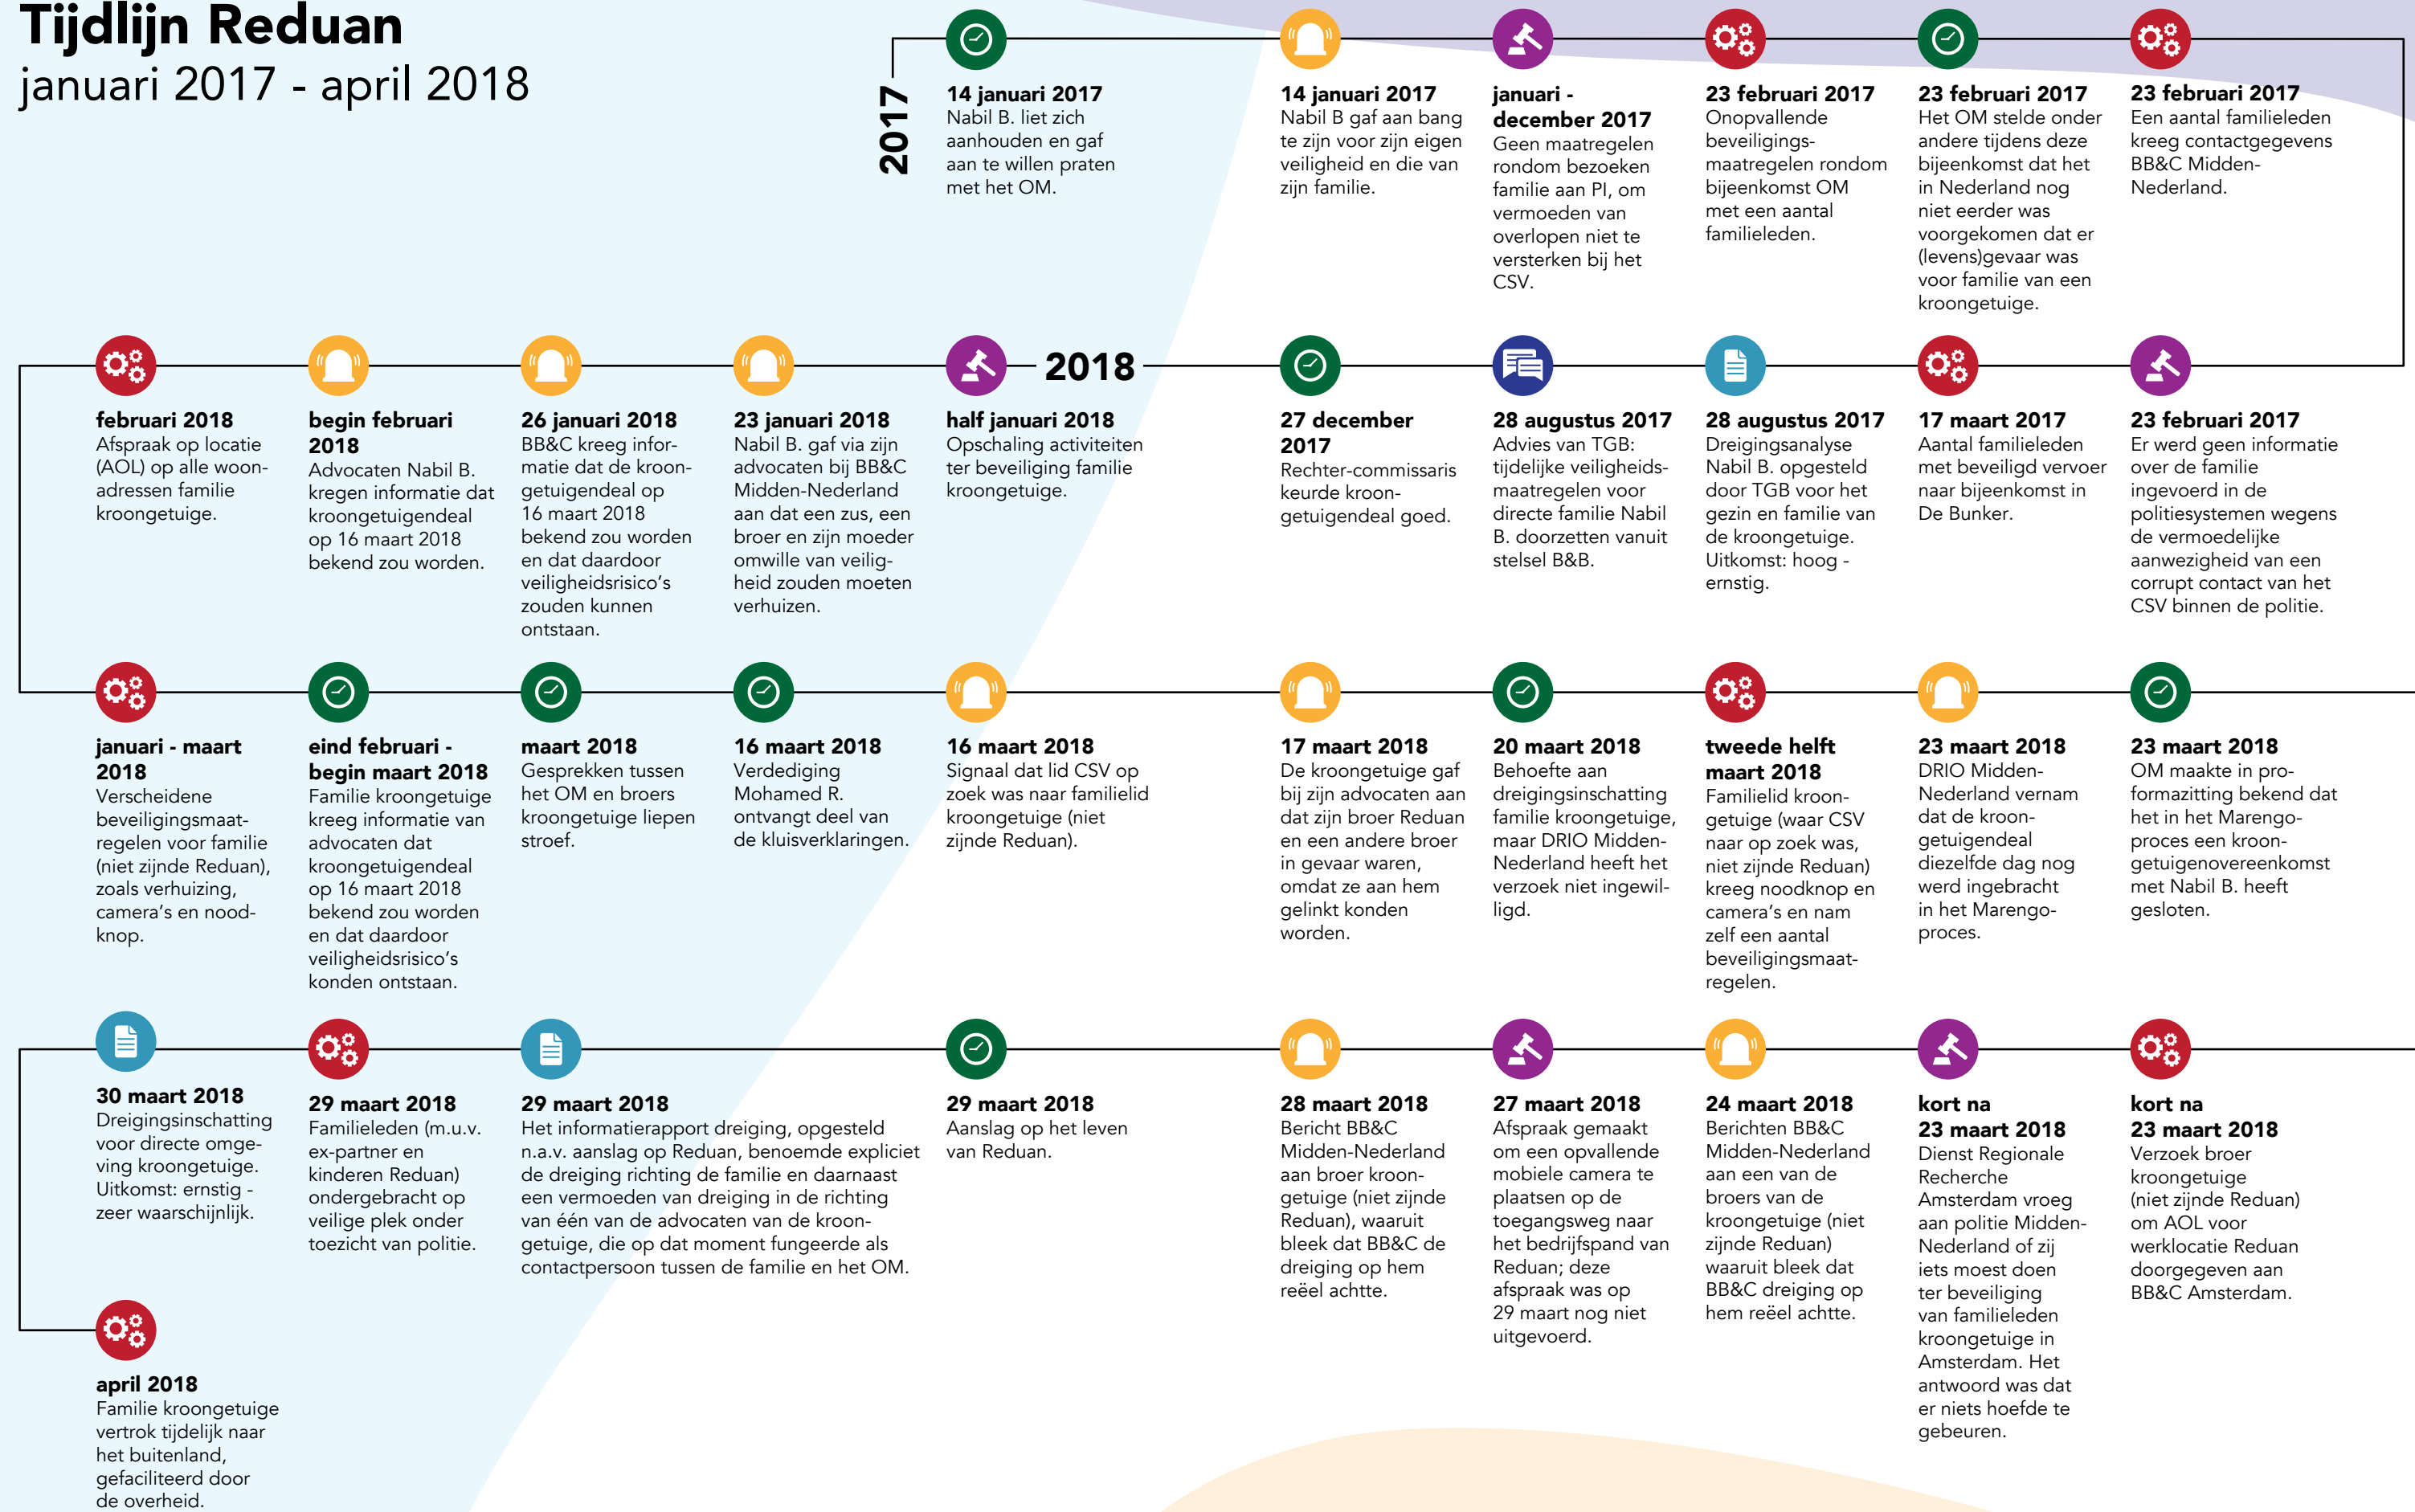 Tijdlijn Reduan
januari 2017 - april 2018
2017
14 januari 2017
Nabil B. liet zich
aanhouden en gaf
aan te willen praten
met het OM.
14 januari 2017
Nabil B gaf aan bang
te zijn voor zijn eigen
veiligheid en die van
zijn familie.
januari -
december 2017
Geen maatregelen
rondom bezoeken
familie aan PI, om
vermoeden van
overlopen niet te
versterken bij het
CSV.
23 februari 2017
Onopvallende
beveiligings-
maatregelen rondom
bijeenkomst OM
met een aantal
familieleden.
23 februari 2017
Het OM stelde onder
andere tijdens deze
bijeenkomst dat het
in Nederland nog
niet eerder was
voorgekomen dat er
(levens)gevaar was
voor familie van een
kroongetuige.
23 februari 2017
Een aantal familieleden
kreeg contactgegevens
BB&C Midden-
Nederland.
februari 2018
Afspraak op locatie
(AOL) op alle woon-
adressen familie
kroongetuige.
begin februari
2018
Advocaten Nabil B.
kregen informatie dat
kroongetuigendeal
op 16 maart 2018
bekend zou worden.
26 januari 2018
BB&C kreeg infor-
matie dat de kroon-
getuigendeal op
16 maart 2018
bekend zou worden
en dat daardoor
veiligheidsrisico's
zouden kunnen
ontstaan.
23 januari 2018
Nabil B. gaf via zijn
advocaten bij BB&C
Midden-Nederland
aan dat een zus, een
broer en zijn moeder
omwille van veilig-
heid zouden moeten
verhuizen.
half januari 2018
Opschaling activiteiten
ter beveiliging familie
kroongetuige.
2018
27 december
2017
Rechter-commissaris
keurde kroon-
getuigendeal goed.
28 augustus 2017
Advies van TGB:
tijdelijke veiligheids-
maatregelen voor
directe familie Nabil
B. doorzetten vanuit
stelsel B&B.
28 augustus 2017
Dreigingsanalyse
Nabil B. opgesteld
door TGB voor het
gezin en familie van
de kroongetuige.
Uitkomst: hoog -
ernstig.
17 maart 2017
Aantal familieleden
met beveiligd vervoer
naar bijeenkomst in
De Bunker.
23 februari 2017
Er werd geen informatie
over de familie
ingevoerd in de
politiesystemen wegens
de vermoedelijke
aanwezigheid van een
corrupt contact van het
CSV binnen de politie.
januari - maart
2018
Verscheidene
beveiligingsmaat-
regelen voor familie
(niet zijnde Reduan),
zoals verhuizing,
camera's en nood-
knop.
eind februari -
begin maart 2018
Familie kroongetuige
kreeg informatie van
advocaten dat
kroongetuigendeal
op 16 maart 2018
bekend zou worden
en dat daardoor
veiligheidsrisico's
konden ontstaan.
maart 2018
Gesprekken tussen
het OM en broers
kroongetuige liepen
stroef.
16 maart 2018
Verdediging
Mohamed R.
ontvangt deel van
de kluisverklaringen.
16 maart 2018
Signaal dat lid CSV op
zoek was naar familielid
kroongetuige (niet
zijnde Reduan).
17 maart 2018
De kroongetuige gaf
bij zijn advocaten aan
dat zijn broer Reduan
en een andere broer
in gevaar waren,
omdat ze aan hem
gelinkt konden
worden.
20 maart 2018
Behoefte aan
dreigingsinschatting
familie kroongetuige,
maar DRIO Midden-
Nederland heeft het
verzoek niet ingewil-
ligd.
tweede helft
maart 2018
Familielid kroon-
getuige (waar CSV
naar op zoek was,
niet zijnde Reduan)
kreeg noodknop en
camera's en nam
zelf een aantal
beveiligingsmaat-
regelen.
23 maart 2018
DRIO Midden-
Nederland vernam
dat de kroon-
getuigendeal
diezelfde dag nog
werd ingebracht
in het Marengo-
proces.
23 maart 2018
OM maakte in pro-
formazitting bekend dat
het in het Marengo-
proces een kroon-
getuigenovereenkomst
met Nabil B. heeft
gesloten.
30 maart 2018
Dreigingsinschatting
voor directe omge-
ving kroongetuige.
Uitkomst: ernstig -
zeer waarschijnlijk.
29 maart 2018
Familieleden (m.u.v.
ex-partner en
kinderen Reduan)
ondergebracht op
veilige plek onder
toezicht van politie.
29 maart 2018
Het informatierapport dreiging, opgesteld
n.a.v. aanslag op Reduan, benoemde expliciet
de dreiging richting de familie en daarnaast
een vermoeden van dreiging in de richting
van één van de advocaten van de kroon-
getuige, die op dat moment fungeerde als
contactpersoon tussen de familie en het OM.
29 maart 2018
Aanslag op het leven
van Reduan.
28 maart 2018
Bericht BB&C
Midden-Nederland
aan broer kroon-
getuige (niet zijnde
Reduan), waaruit
bleek dat BB&C de
dreiging op hem
reëel achtte.
27 maart 2018
Afspraak gemaakt
om een opvallende
mobiele camera te
plaatsen op de
toegangsweg naar
het bedrijfspand van
Reduan; deze
afspraak was op
29 maart nog niet
uitgevoerd.
24 maart 2018
Berichten BB&C
Midden-Nederland
aan een van de
broers van de
kroongetuige (niet
zijnde Reduan)
waaruit bleek dat
BB&C dreiging op
hem reëel achtte.
kort na
23 maart 2018
Dienst Regionale
Recherche
Amsterdam vroeg
aan politie Midden-
Nederland of zij
iets moest doen
ter beveiliging
van familieleden
kroongetuige in
Amsterdam. Het
antwoord was dat
er niets hoefde te
gebeuren.
kort na
23 maart 2018
Verzoek broer
kroongetuige
(niet zijnde Reduan)
om AOL voor
werklocatie Reduan
doorgegeven aan
BB&C Amsterdam.
april 2018
Familie kroongetuige
vertrok tijdelijk naar
het buitenland,
gefaciliteerd door
de overheid.